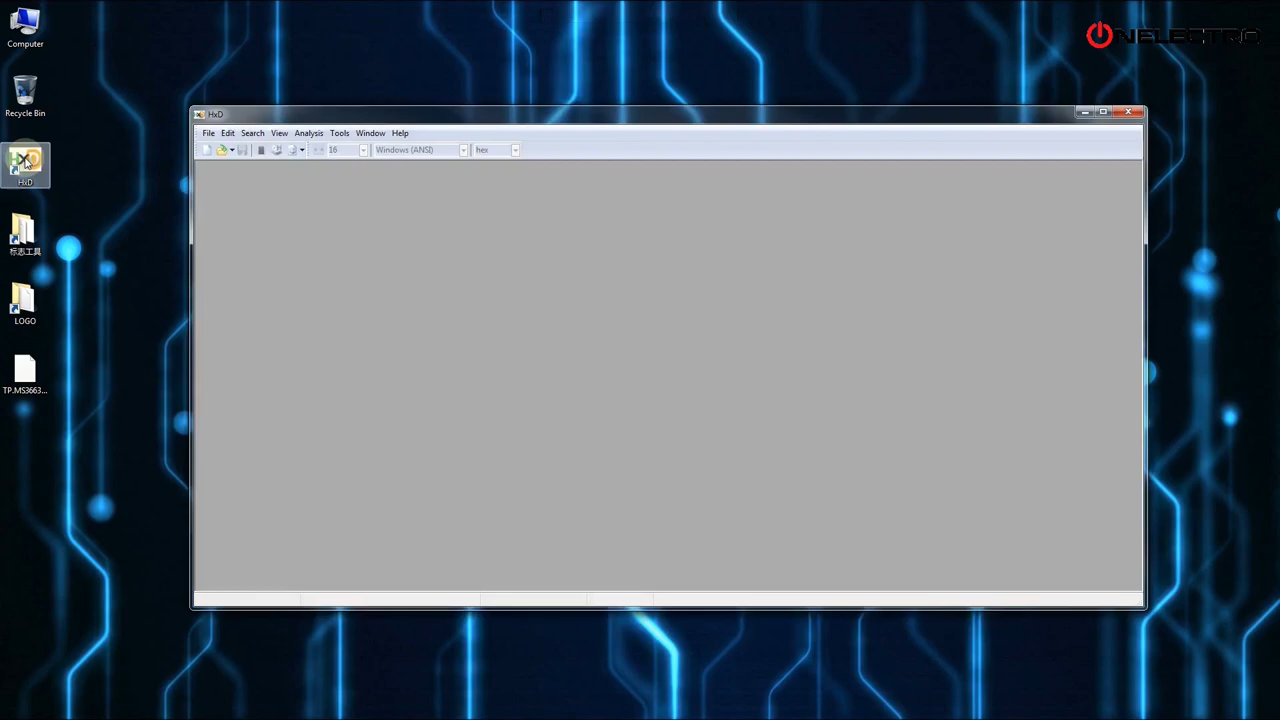 Computer
Recycle Bin
HxD
标志工具
LOGO
TP.MS3663...
NELECTRO
HxD
File Edit Search View Analysis Tools Window Help
16 Windows (ANSI) hex